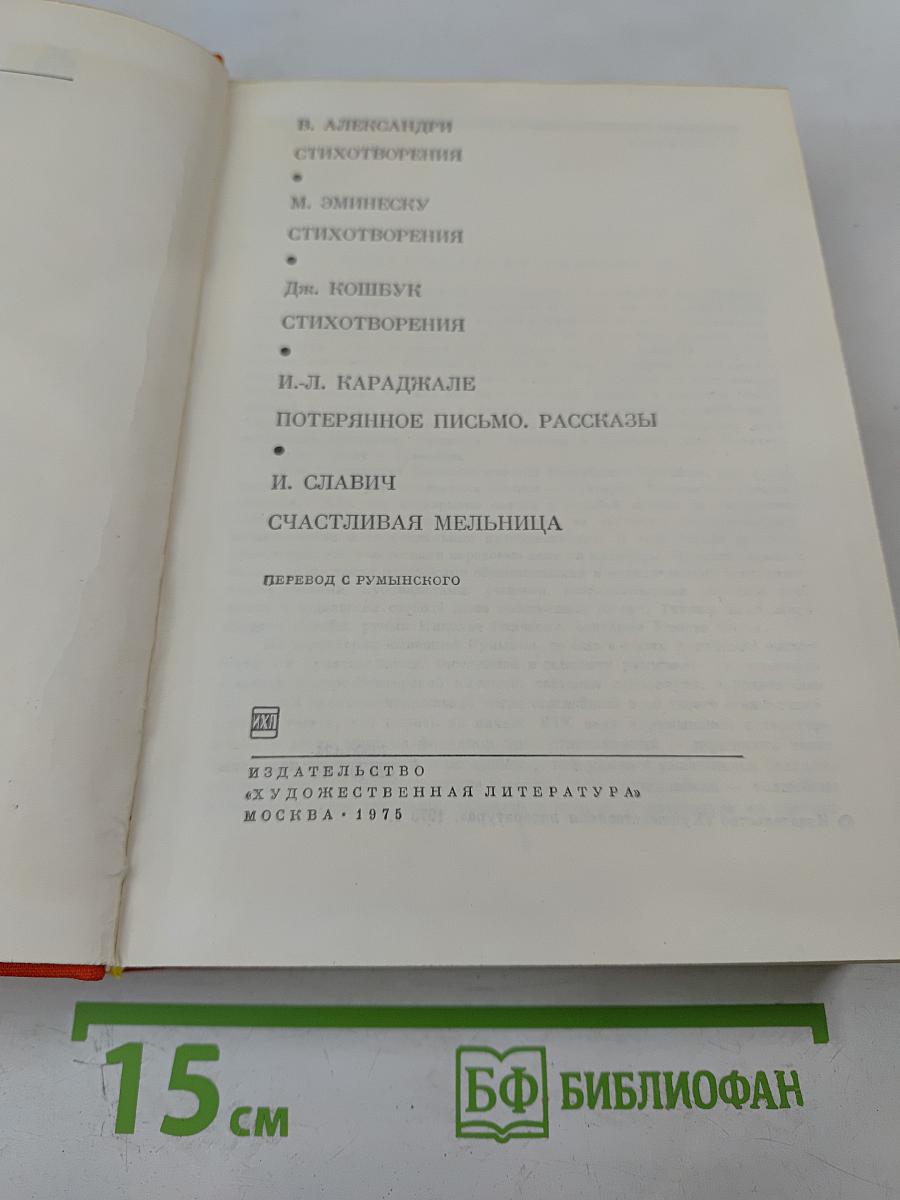 В. АЛЕКСАНДРИ
СТИХОТВОРЕНИЯ
•
М. ЭМИНЕСКУ
СТИХОТВОРЕНИЯ
•
Дж. КОШБУК
СТИХОТВОРЕНИЯ
•
И.-Л. КАРАДЖАЛЕ
ПОТЕРЯННОЕ ПИСЬМО. РАССКАЗЫ
•
И. СЛАВИЧ
СЧАСТЛИВАЯ МЕЛЬНИЦА
ПЕРЕВОД С РУМЫНСКОГО
ИХЛ
ИЗДАТЕЛЬСТВО
«ХУДОЖЕСТВЕННАЯ ЛИТЕРАТУРА»
МОСКВА • 1975
15 см
БФ БИБЛИОФАН